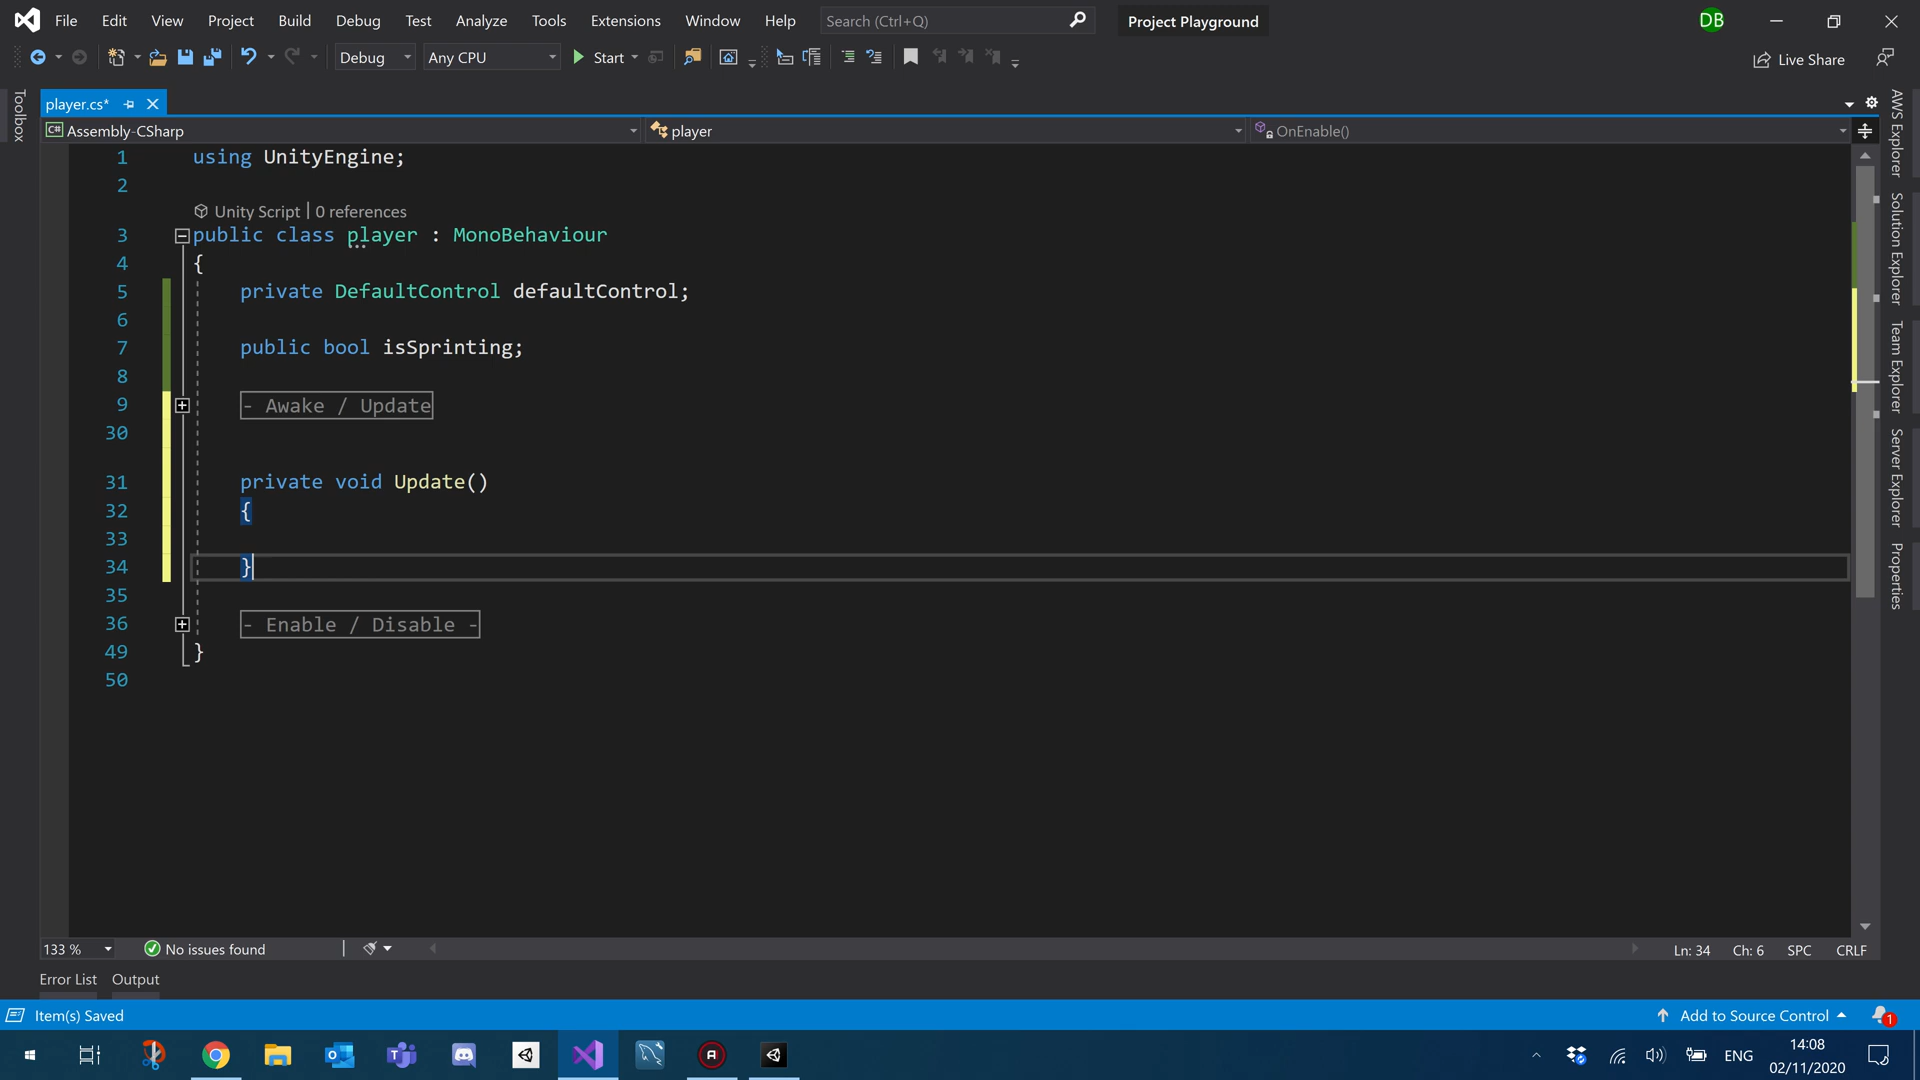 File Edit View Project Build Debug Test Analyze Tools Extensions Window Help Search (Ctrl+Q) Project Playground DB
Debug Any CPU Start Live Share
Toolbox
player.cs*
Assembly-CSharp player OnEnable()
1 using UnityEngine;
2
Unity Script | 0 references
3 public class player : MonoBehaviour
4 {
5 private DefaultControl defaultControl;
6
7 public bool isSprinting;
8
9 - Awake / Update
30
31 private void Update()
32 {
33
34 }
35
36 - Enable / Disable -
49 }
50
AWS Explorer
Solution Explorer
Team Explorer
Server Explorer
Properties
133 % No issues found Ln: 34 Ch: 6 SPC CRLF
Error List Output
Item(s) Saved Add to Source Control 1
ENG 14:08
02/11/2020